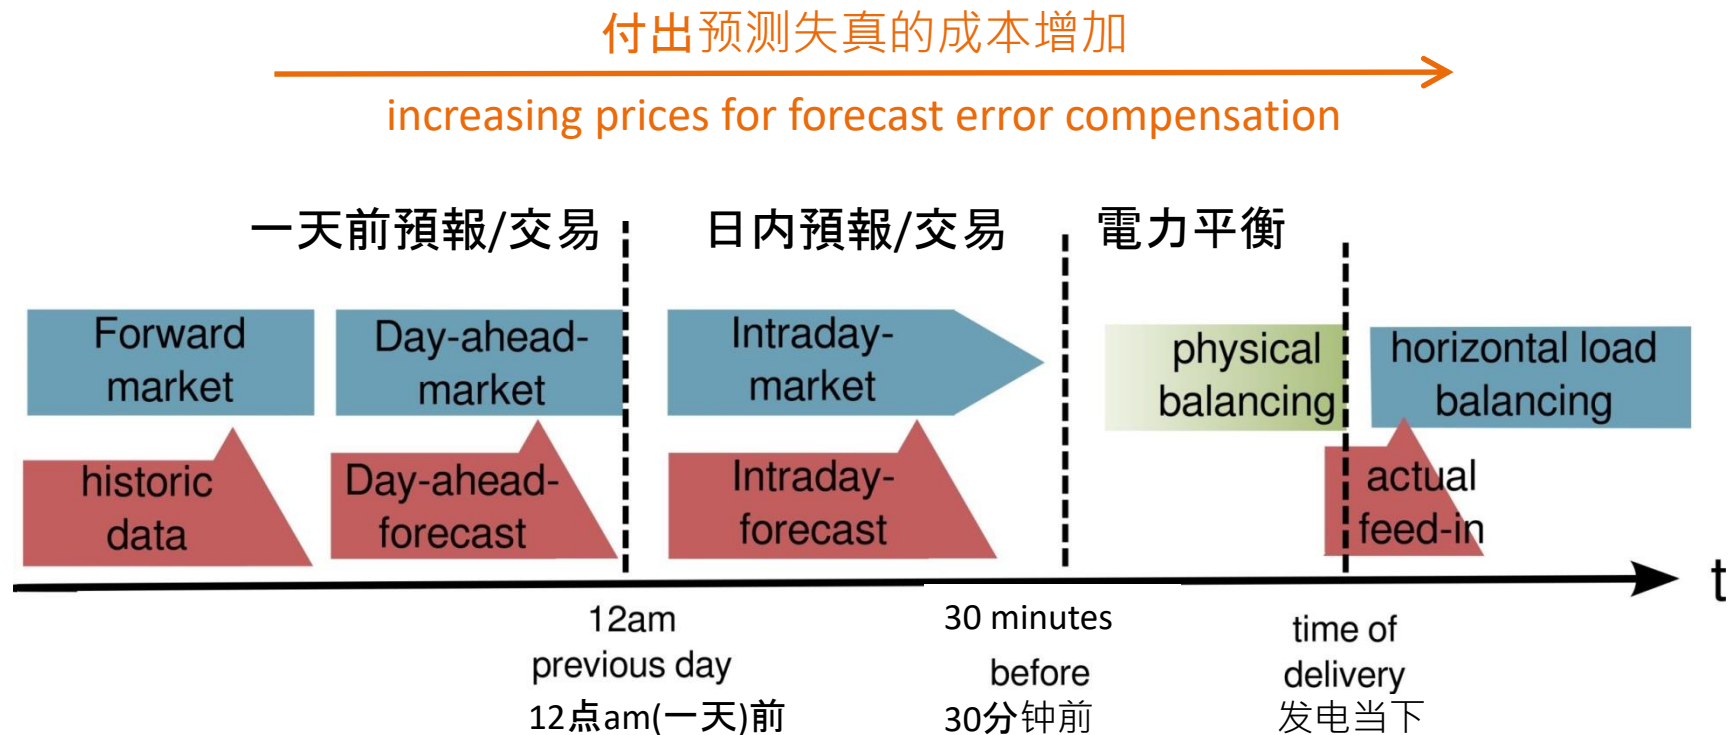 付出预测失真的成本增加
increasing prices for forecast error compensation
一天前預報/交易
日内預報/交易
電力平衡
Forward
market
Day-ahead-
market
Intraday-
market
physical
balancing
horizontal load
balancing
historic
data
Day-ahead-
forecast
Intraday-
forecast
actual
feed-in
t
12am
previous day
12点am(一天)前
30 minutes
before
30分钟前
time of
delivery
发电当下